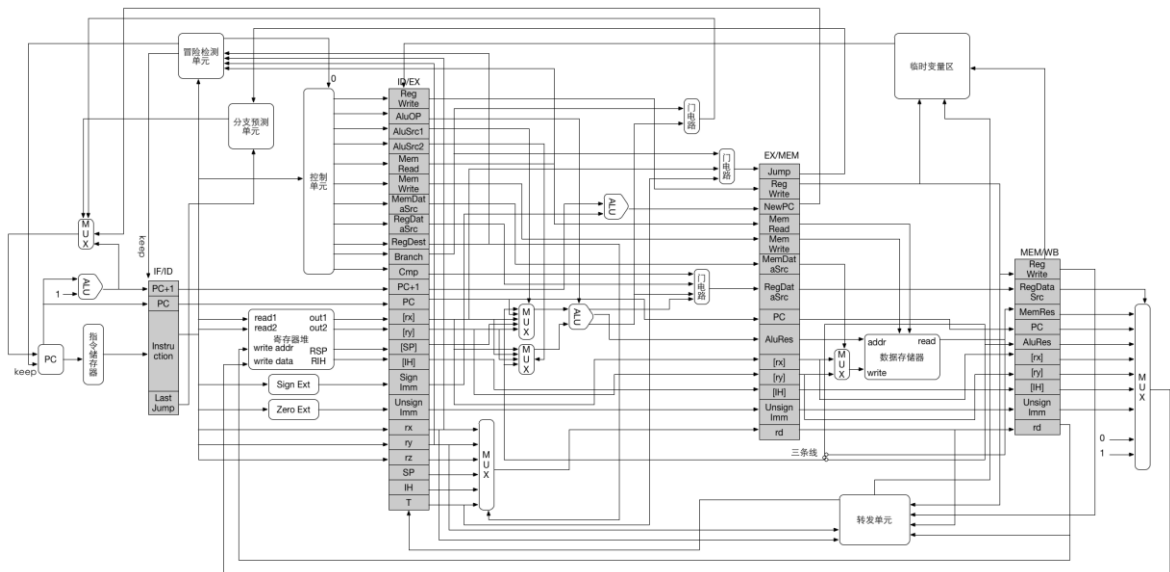 冒险检测
单元
0
分支预测
单元
控制
单元
临时变量区
ID/EX
Reg
Write
AluOP
AluSrc1
AluSrc2
Mem
Read
Mem
Write
MemDat
aSrc
RegDat
aSrc
RegDest
Branch
Cmp
PC+1
PC
[rx]
[ry]
[SP]
[IH]
Sign
Imm
Unsign
Imm
rx
ry
rz
SP
IH
T
门电路
门电路
门电路
ALU
EX/MEM
Jump
Reg
Write
NewPC
Mem
Read
Mem
Write
MemDat
aSrc
RegDat
aSrc
PC
AluRes
[rx]
[ry]
[IH]
Unsign
Imm
rd
MEM/WB
Reg
Write
RegData
Src
MemRes
PC
AluRes
[rx]
[ry]
[IH]
Unsign
Imm
rd
MUX
keep
IF/ID
PC+1
PC
Instru
ction
Last
Jump
ALU
1
PC
keep
指令储存器
read1
read2
out1
out2
寄存器堆
write addr
write data
RSP
RIH
Sign Ext
Zero Ext
MUX
MUX
MUX
ALU
MUX
addr
read
数据存储器
write
MUX
0
1
三条线
转发单元